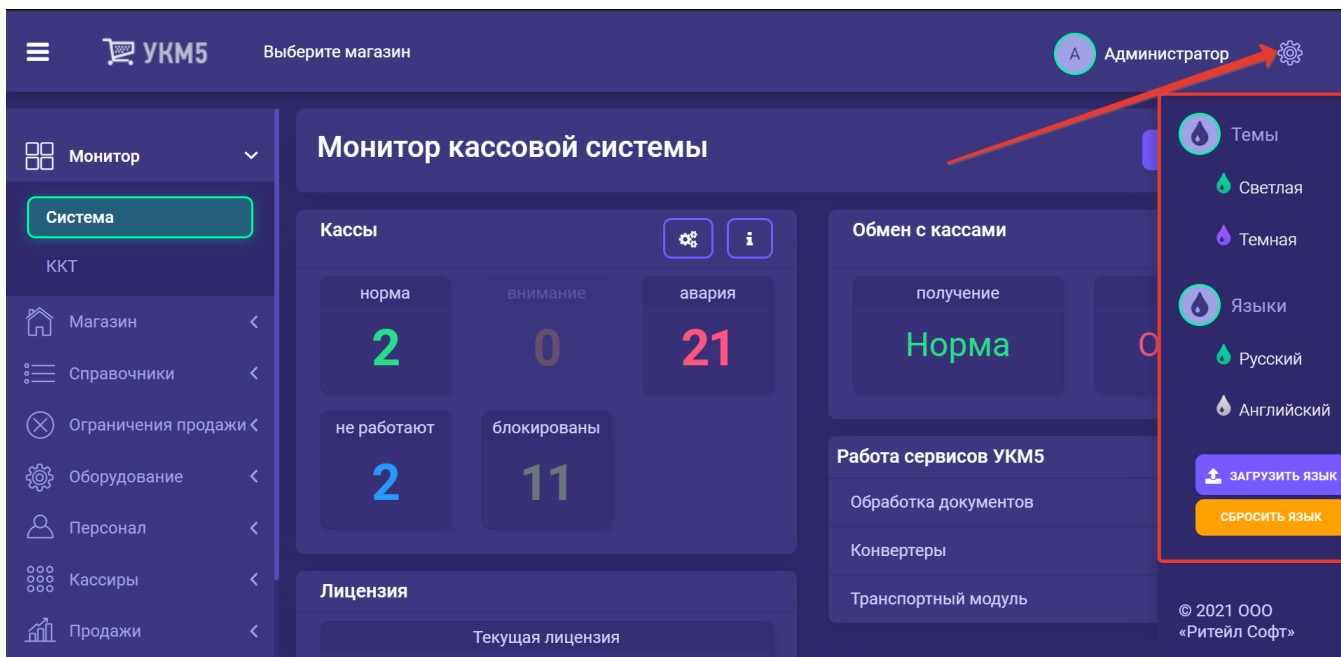 УКМ5
Выберите магазин
А
Администратор
Монитор
Система
ККТ
Магазин
Справочники
Ограничения продажи
Оборудование
Персонал
Кассиры
Продажи
Монитор кассовой системы
Кассы
i
норма
внимание
авария
2
0
21
не работают
блокированы
2
11
Лицензия
Текущая лицензия
Обмен с кассами
получение
Норма
О
Работа сервисов УКМ5
Обработка документов
Конвертеры
Транспортный модуль
Темы
Светлая
Темная
Языки
Русский
Английский
ЗАГРУЗИТЬ ЯЗЫК
СБРОСИТЬ ЯЗЫК
© 2021 ООО
«Ритейл Софт»